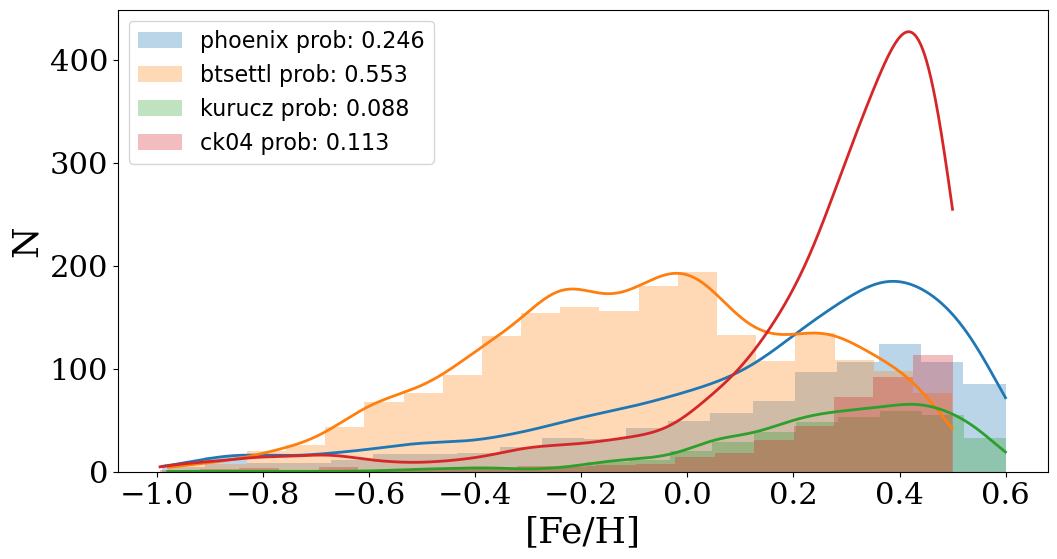 phoenix prob: 0.246
btsettl prob: 0.553
kurucz prob: 0.088
ck04 prob: 0.113
400
300
200
100
0
N
−1.0 −0.8 −0.6 −0.4 −0.2 0.0 0.2 0.4 0.6
[Fe/H]